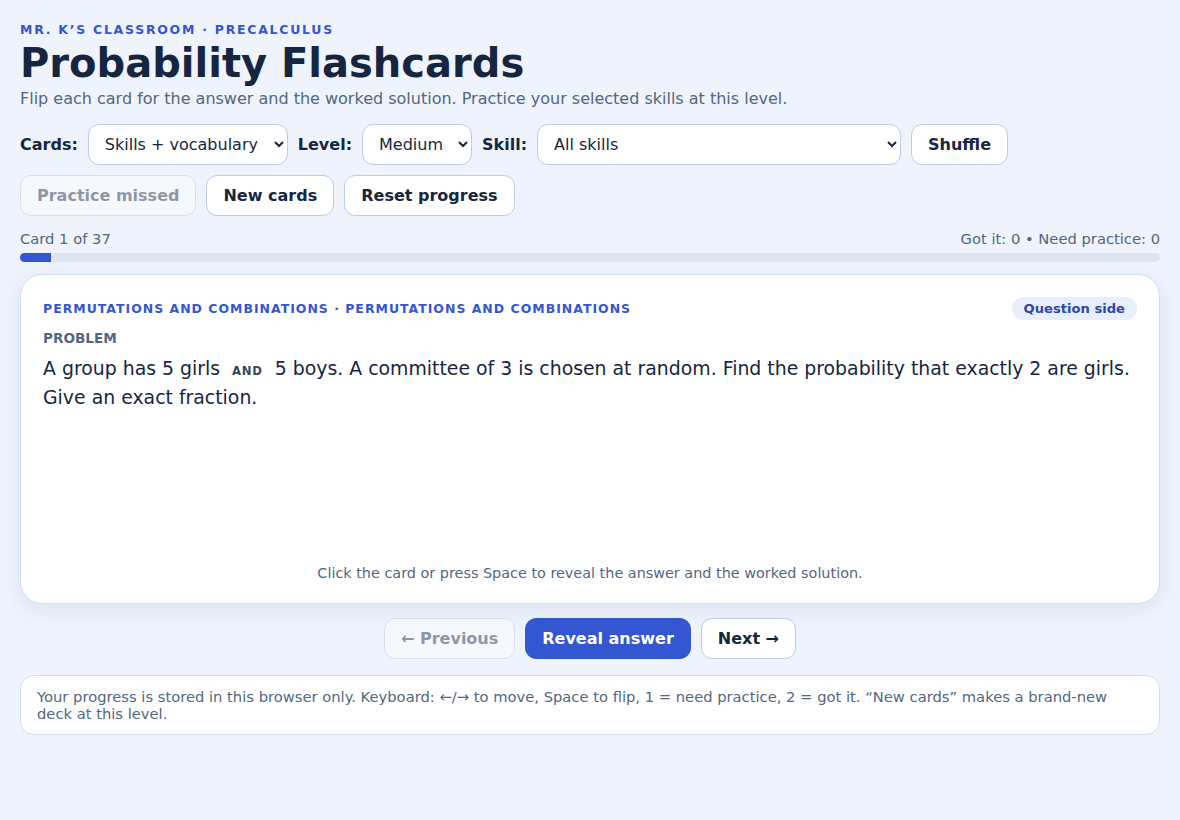 MR. K’S CLASSROOM · PRECALCULUS
Probability Flashcards
Flip each card for the answer and the worked solution. Practice your selected skills at this level.
Cards: Skills + vocabulary Level: Medium Skill: All skills Shuffle
Practice missed New cards Reset progress
Card 1 of 37 Got it: 0 • Need practice: 0
PERMUTATIONS AND COMBINATIONS · PERMUTATIONS AND COMBINATIONS Question side
PROBLEM
A group has 5 girls AND 5 boys. A committee of 3 is chosen at random. Find the probability that exactly 2 are girls.
Give an exact fraction.
Click the card or press Space to reveal the answer and the worked solution.
← Previous Reveal answer Next →
Your progress is stored in this browser only. Keyboard: ←/→ to move, Space to flip, 1 = need practice, 2 = got it. “New cards” makes a brand-new
deck at this level.